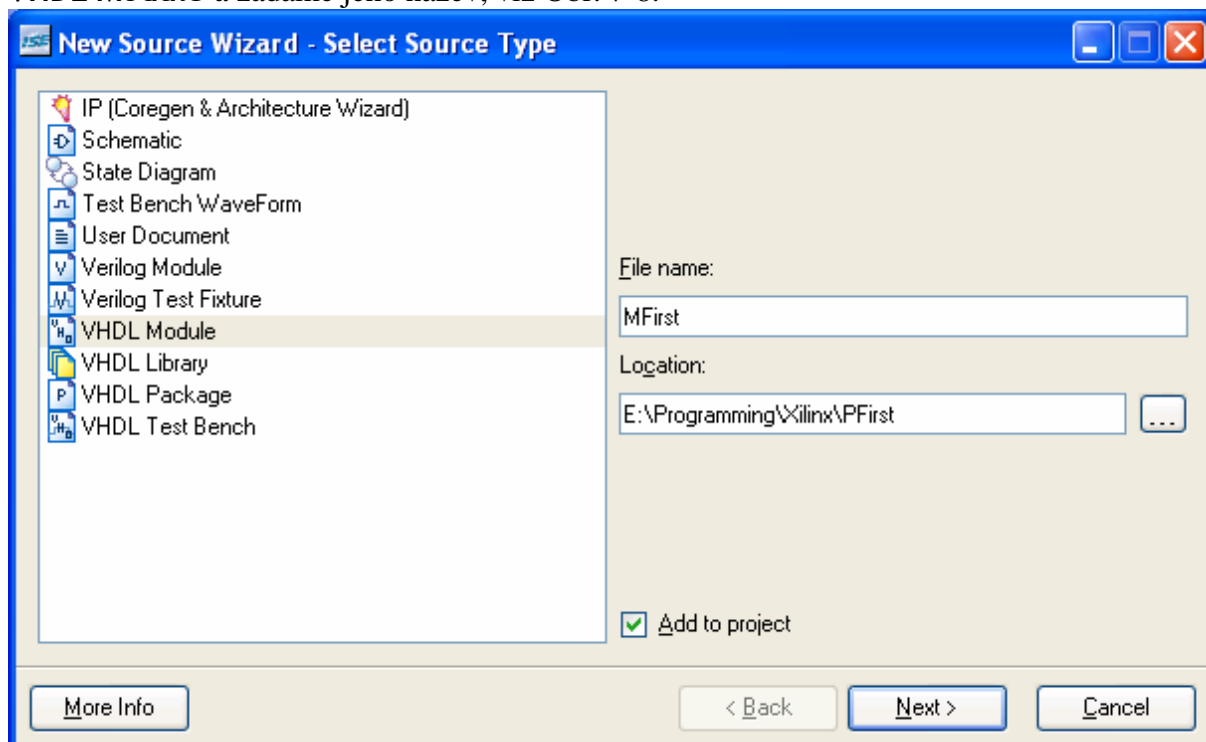 New Source Wizard - Select Source Type
IP (Coregen & Architecture Wizard)
Schematic
State Diagram
Test Bench WaveForm
User Document
Verilog Module
Verilog Test Fixture
VHDL Module
VHDL Library
VHDL Package
VHDL Test Bench
File name:
MFirst
Location:
E:\Programming\Xilinx\PFirst
...
Add to project
More Info
< Back
Next >
Cancel